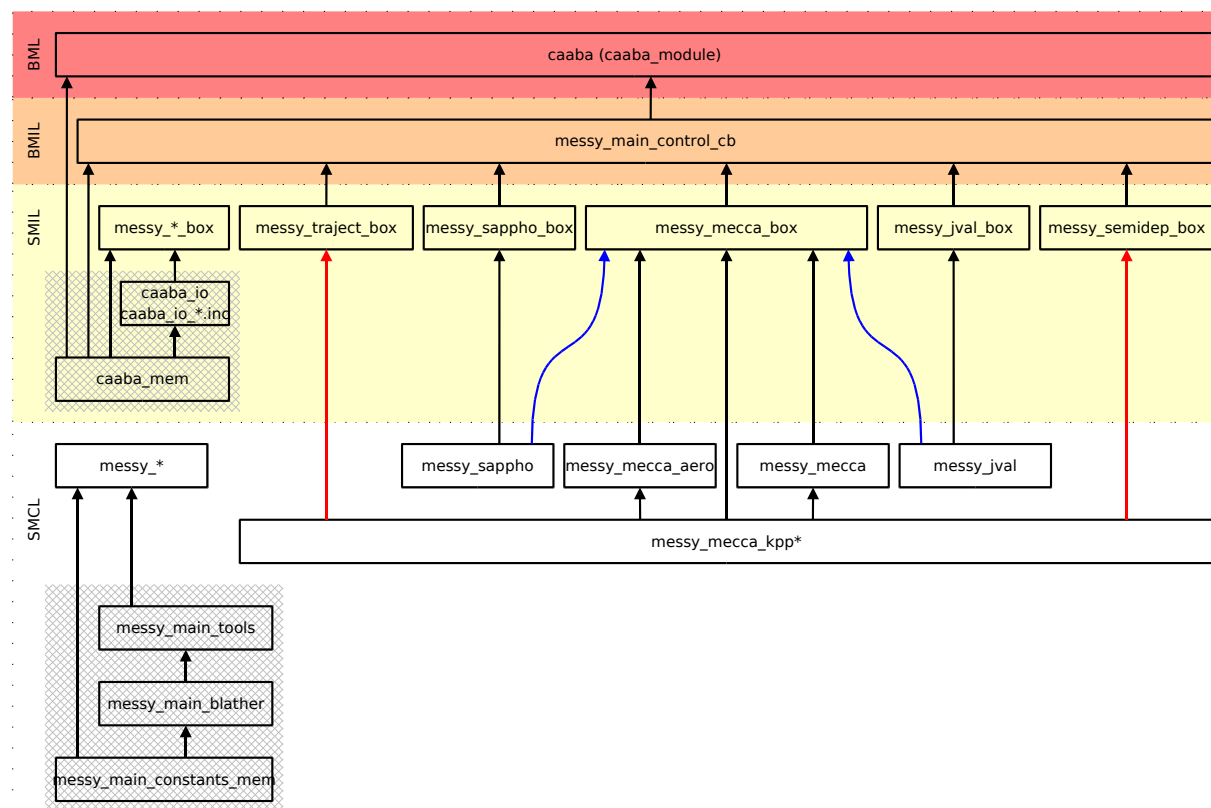 BML
caaba (caaba_module)
BMIL
messy_main_control_cb
SMIL
messy_*_box
messy_traject_box
messy_sappho_box
messy_mecca_box
messy_jval_box
messy_semidep_box
caaba_io
caaba_io_*.inc
caaba_mem
SMCL
messy_*
messy_sappho
messy_mecca_aero
messy_mecca
messy_jval
messy_mecca_kpp*
messy_main_tools
messy_main_blather
messy_main_constants_mem